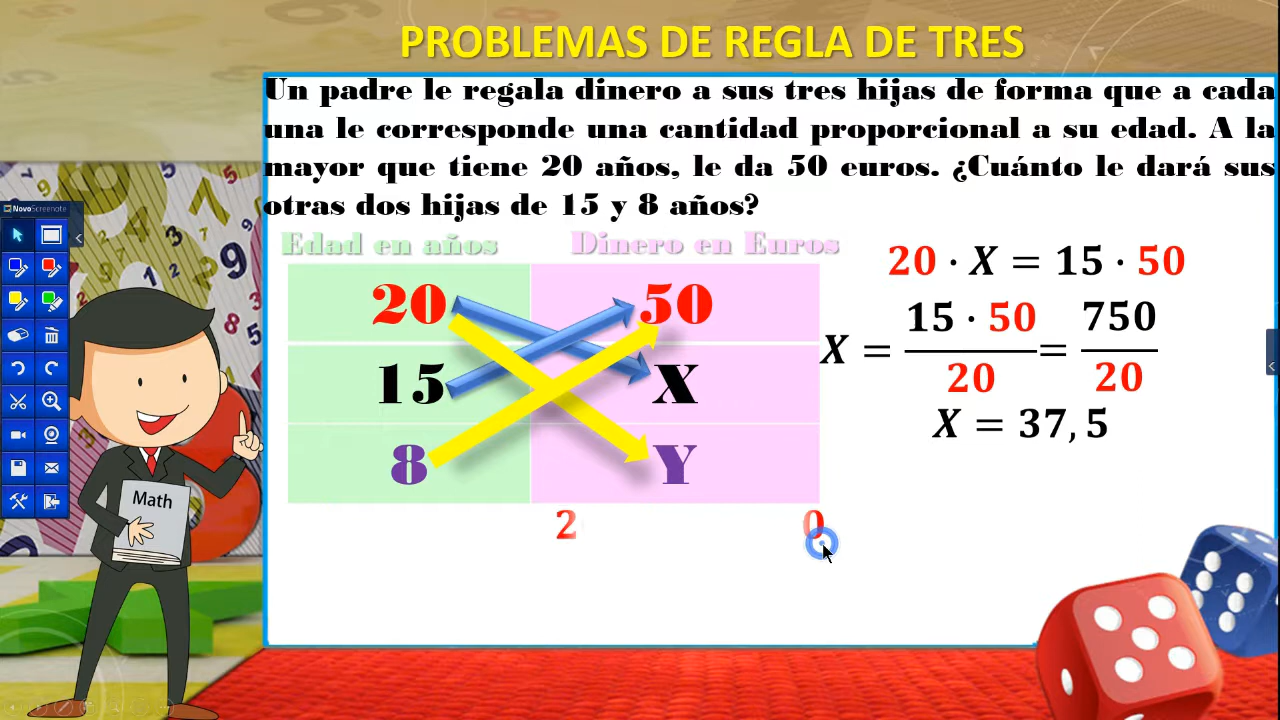 PROBLEMAS DE REGLA DE TRES
Un padre le regala dinero a sus tres hijas de forma que a cada
una le corresponde una cantidad proporcional a su edad. A la
mayor que tiene 20 años, le da 50 euros. ¿Cuánto le dará sus
otras dos hijas de 15 y 8 años?
NovoScreenote
Edad en años Dinero en Euros
20 50
15 X
8 Y
2 0
20 · X = 15 · 50
X = 15 · 50 / 20 = 750 / 20
X = 37,5
Math